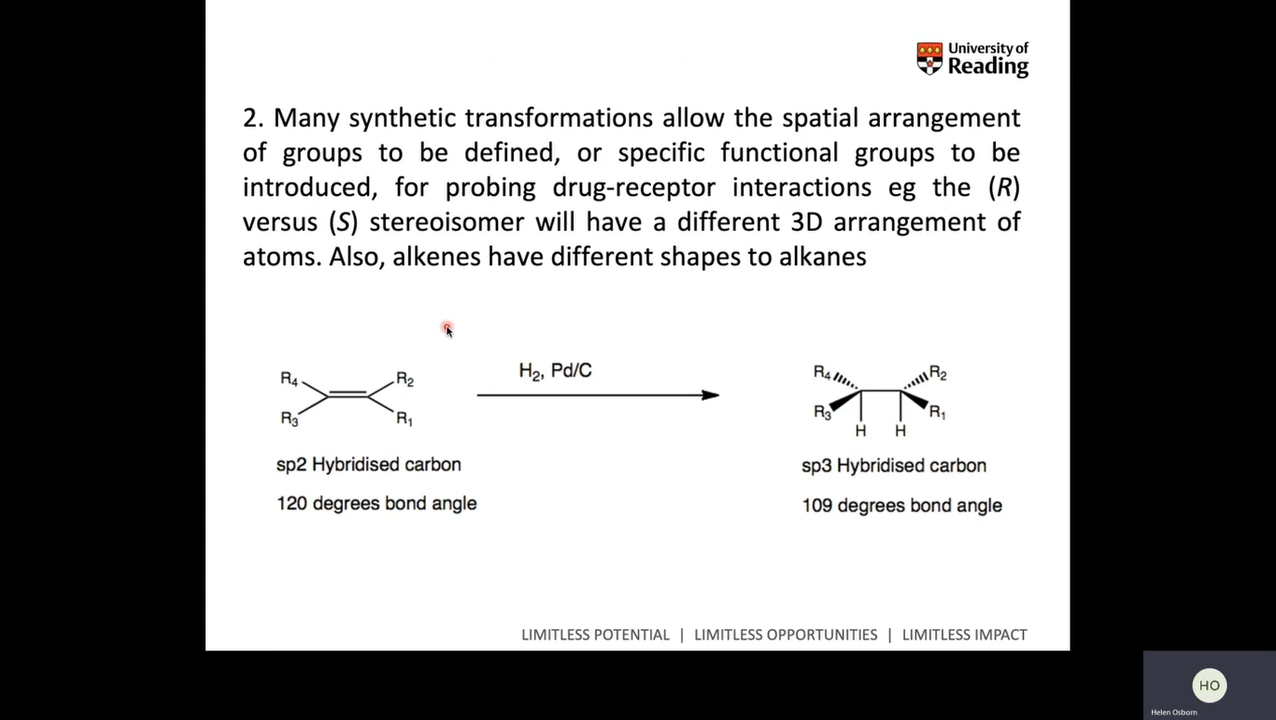 University of
Reading
2. Many synthetic transformations allow the spatial arrangement
of groups to be defined, or specific functional groups to be
introduced, for probing drug-receptor interactions eg the (R)
versus (S) stereoisomer will have a different 3D arrangement of
atoms. Also, alkenes have different shapes to alkanes
R4 R2 H2, Pd/C R4 R2
R3 R1 R3 R1
H H
sp2 Hybridised carbon sp3 Hybridised carbon
120 degrees bond angle 109 degrees bond angle
LIMITLESS POTENTIAL | LIMITLESS OPPORTUNITIES | LIMITLESS IMPACT
HO
Helen Osborn